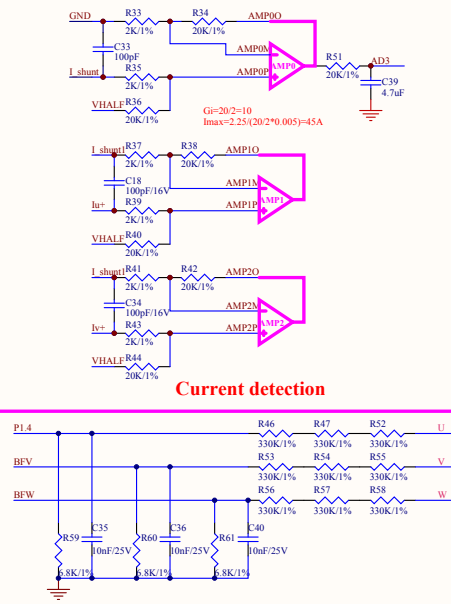 GND R33 R34 AMP0O
2K/1% 20K/1%
C33
100pF
AMP0M
R51 AD3
I_shunt R35 AMP0P AMP0
2K/1% 20K/1%
C39
4.7uF
VHALF R36
20K/1%
Gi=20/2=10
Imax=2.25/(20/2*0.005)=45A
I_shunt1 R37 R38 AMP1O
2K/1% 20K/1%
C18
100pF/16V
AMP1M
Iu+ R39 AMP1P AMP1
2K/1%
VHALF R40
20K/1%
I_shunt1 R41 R42 AMP2O
2K/1% 20K/1%
C34
100pF/16V
AMP2M
Iv+ R43 AMP2P AMP2
2K/1%
VHALF R44
20K/1%
Current detection
P1.4 R46 R47 R52 U
330K/1% 330K/1% 330K/1%
BFV R53 R54 R55 V
330K/1% 330K/1% 330K/1%
BFW R56 R57 R58 W
330K/1% 330K/1% 330K/1%
C35 C36 C40
R59 R60 R61
10nF/25V 10nF/25V 10nF/25V
6.8K/1% 6.8K/1% 6.8K/1%